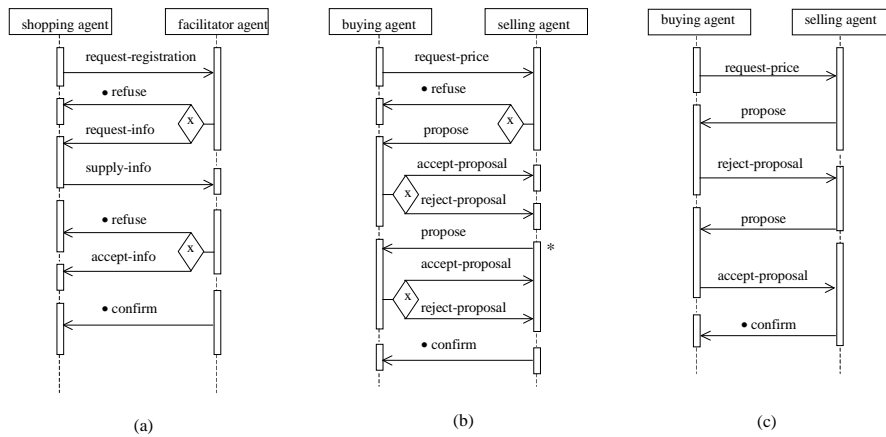 shopping agent
facilitator agent
request-registration
• refuse
x
request-info
supply-info
• refuse
x
accept-info
• confirm
(a)
buying agent
selling agent
request-price
• refuse
x
propose
accept-proposal
x
reject-proposal
propose
*
accept-proposal
x
reject-proposal
• confirm
(b)
buying agent
selling agent
request-price
propose
reject-proposal
propose
accept-proposal
• confirm
(c)